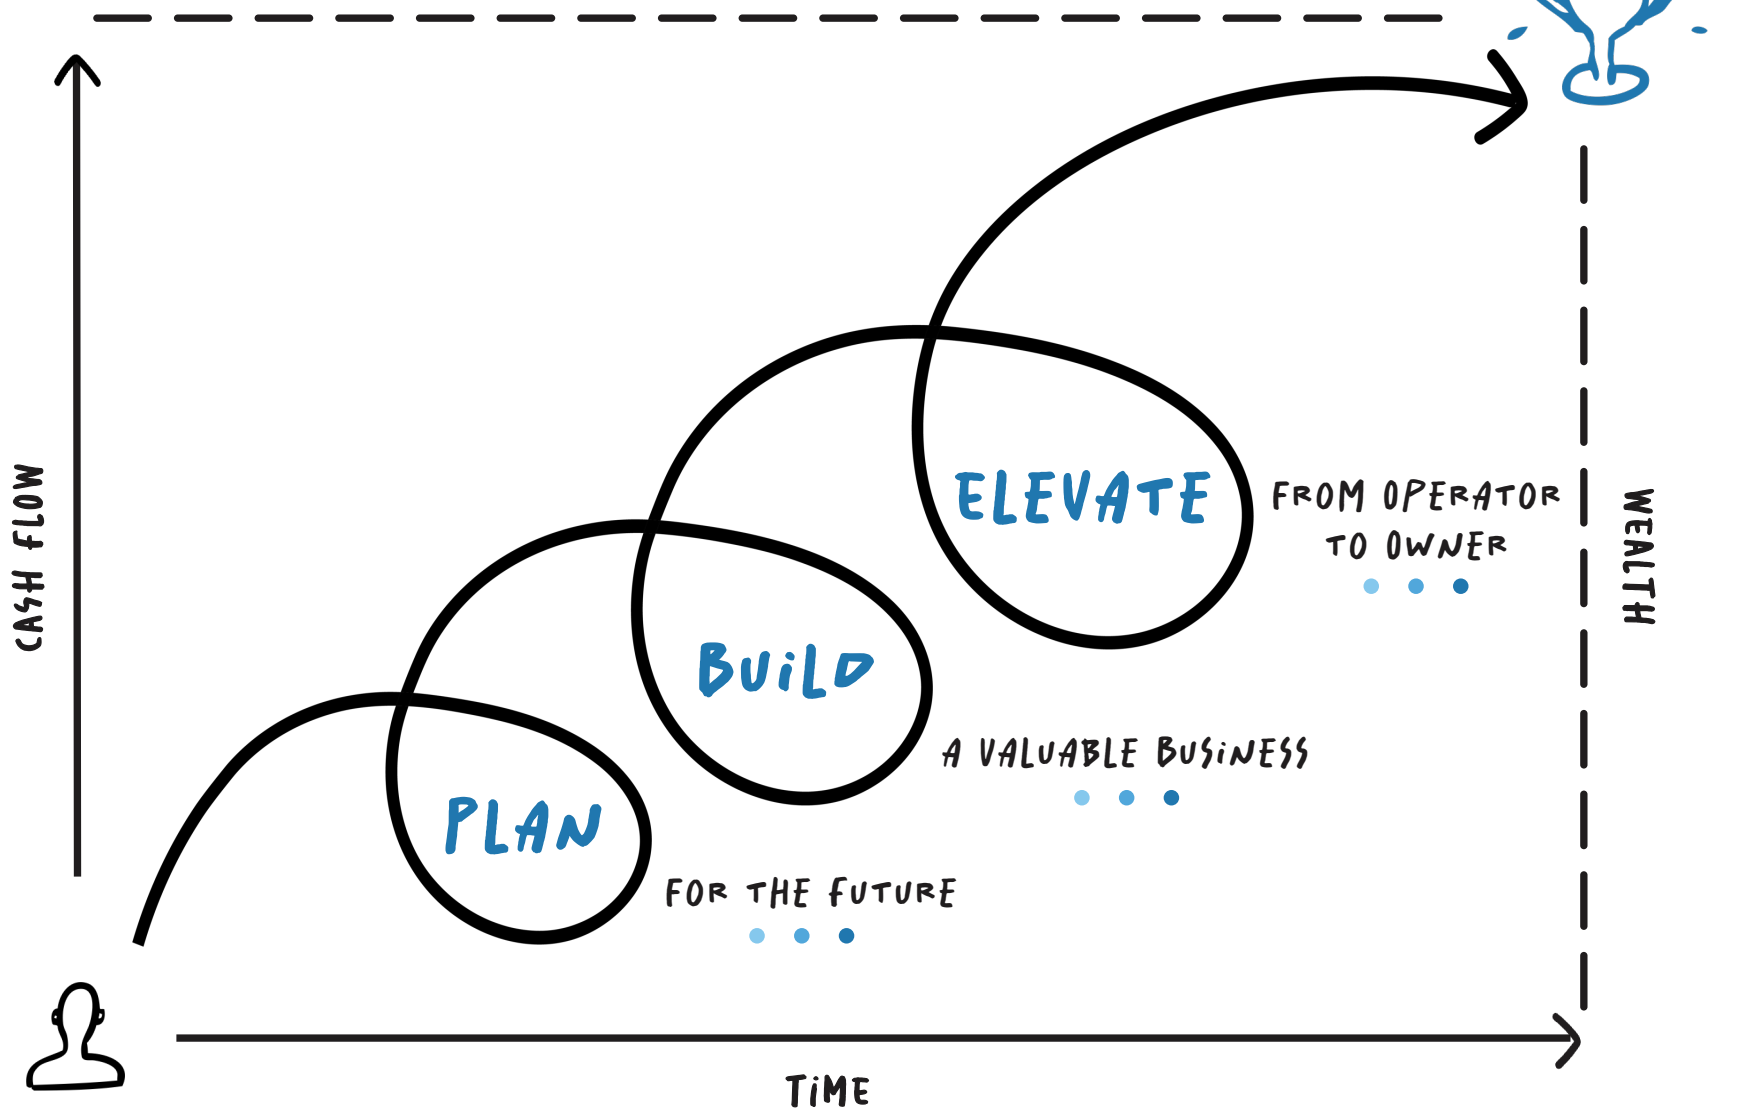 CASH FLOW
ELEVATE
FROM OPERATOR
TO OWNER
WEALTH
BUiLD
A VALUABLE BUSiNESS
PLAN
FOR THE FUTURE
TiME